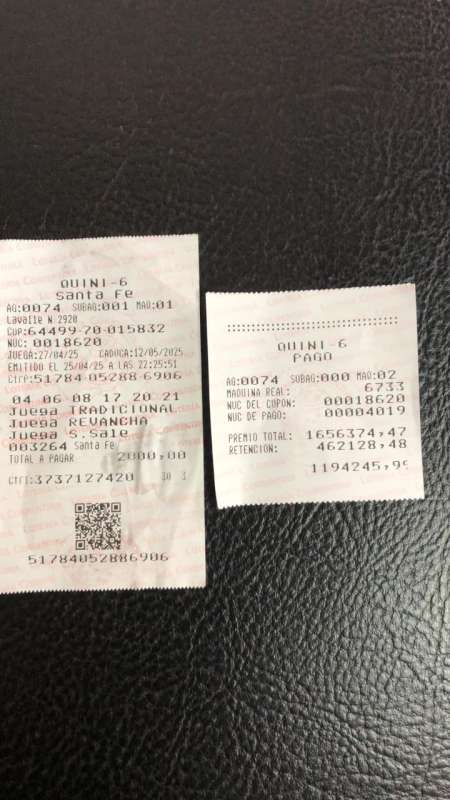 QUINI-6
Santa Fe
AG:0074 SUBAG:001 MAQ:01
Lavalle N 2920
CUP:64499-70-015832
NUC: 0018620
JUEGA:27/04/25 CADUCA:12/05/2025
EMITIDO EL 25/04/25 A LAS 22:25:51
CTFP:51784-05288-6906
04 06 08 17 20 21
Juega TRADICIONAL
Juega REVANCHA
Juega S.Sale
003264 Santa Fe
TOTAL A PAGAR 2000,00
CTFI:3737127420 30 3
51784052886906
QUINI-6
PAGO
AG:0074 SUBAG:000 MAQ:02
MAQUINA REAL: 6733
NUC DEL CUPON: 00018620
NUC DE PAGO: 00004019
PREMIO TOTAL: 1656374,47
RETENCION: 462128,48
1194245,99